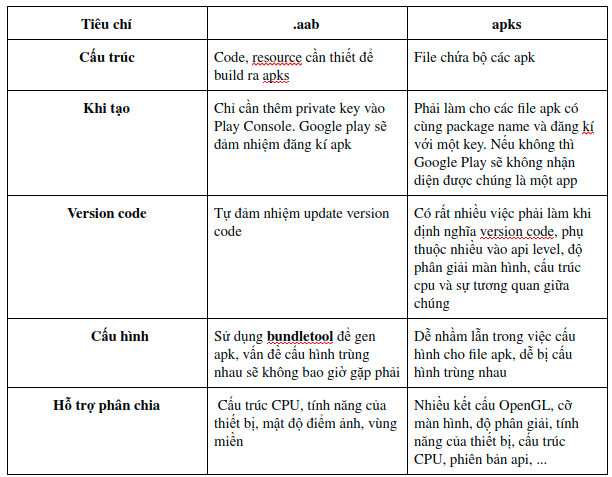 Tiêu chí
.aab
apks
Cấu trúc
Code, resource cần thiết để
build ra apks
File chứa bộ các apk
Khi tạo
Chỉ cần thêm private key vào
Play Console. Google play sẽ
đảm nhiệm đăng kí apk
Phải làm cho các file apk có
cùng package name và đăng kí
với một key. Nếu không thì
Google Play sẽ không nhận
diện được chúng là một app
Version code
Tự đảm nhiệm update version
code
Có rất nhiều việc phải làm khi
định nghĩa version code, phụ
thuộc nhiều vào api level, độ
phân giải màn hình, cấu trúc
cpu và sự tương quan giữa
chúng
Cấu hình
Sử dụng bundletool để gen
apk, vấn đề cấu hình trùng
nhau sẽ không bao giờ gặp phải
Dễ nhầm lẫn trong việc cấu
hình cho file apk, dễ bị cấu
hình trùng nhau
Hỗ trợ phân chia
Cấu trúc CPU, tính năng của
thiết bị, mật độ điểm ảnh, vùng
miền
Nhiều kết cấu OpenGL, cỡ
màn hình, độ phân giải, tính
năng của thiết bị, cấu trúc
CPU, phiên bản api, ...